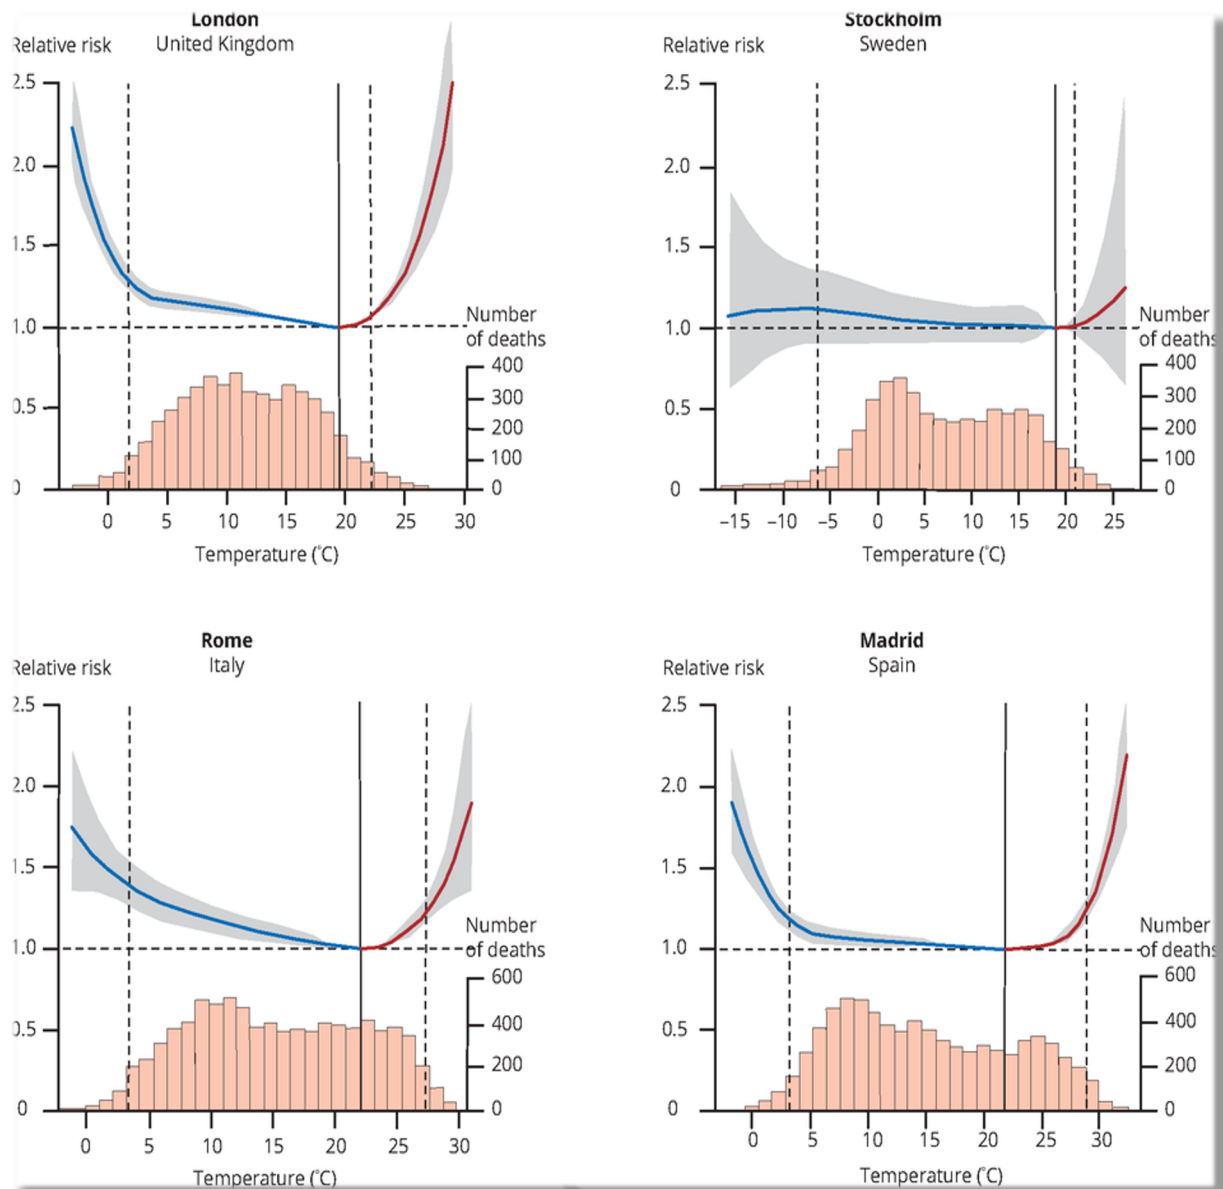 London
United Kingdom
Relative risk
2.5
2.0
1.5
1.0
0.5
0
Number
of deaths
400
300
200
100
0
0 5 10 15 20 25 30
Temperature (°C)
Stockholm
Sweden
Relative risk
2.5
2.0
1.5
1.0
0.5
0
Number
of deaths
400
300
200
100
0
–15 –10 –5 0 5 10 15 20 25
Temperature (°C)
Rome
Italy
Relative risk
2.5
2.0
1.5
1.0
0.5
0
Number
of deaths
600
400
200
0
0 5 10 15 20 25 30
Temperature (°C)
Madrid
Spain
Relative risk
2.5
2.0
1.5
1.0
0.5
0
Number
of deaths
600
400
200
0
0 5 10 15 20 25 30
Temperature (°C)